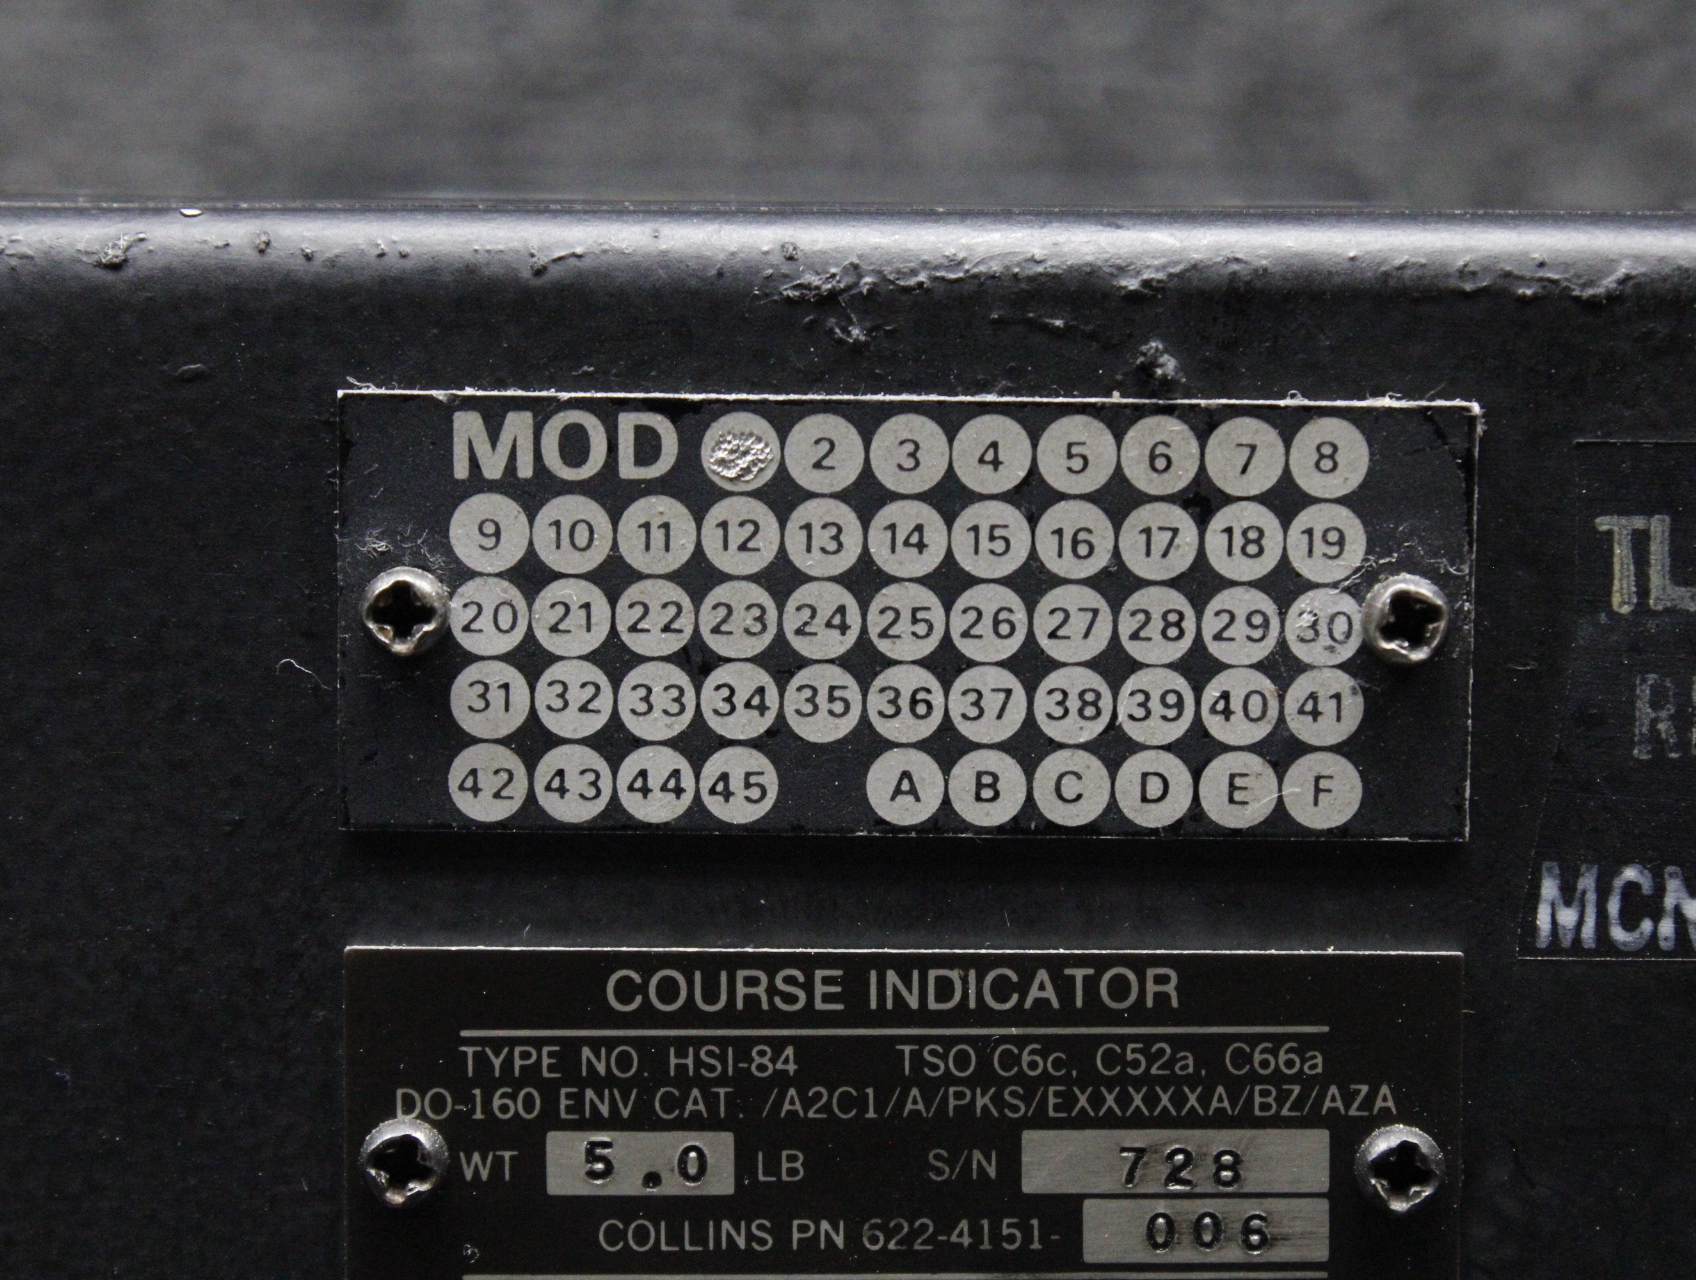 MOD 2 3 4 5 6 7 8
9 10 11 12 13 14 15 16 17 18 19
20 21 22 23 24 25 26 27 28 29 30
31 32 33 34 35 36 37 38 39 40 41
42 43 44 45 A B C D E F
TL
MCN
COURSE INDICATOR
TYPE NO. HSI-84 TSO C6c, C52a, C66a
DO-160 ENV CAT. /A2C1/A/PKS/EXXXXXA/BZ/AZA
WT 5.0 LB S/N 728
COLLINS PN 622-4151- 006